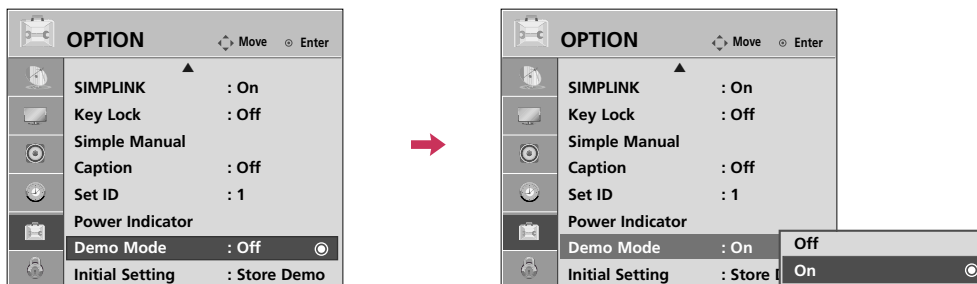 OPTION Move Enter
SIMPLINK : On
Key Lock : Off
Simple Manual
Caption : Off
Set ID : 1
Power Indicator
Demo Mode : Off
Initial Setting : Store Demo
OPTION Move Enter
SIMPLINK : On
Key Lock : Off
Simple Manual
Caption : Off
Set ID : 1
Power Indicator
Demo Mode : On
Initial Setting : Store
Off
On